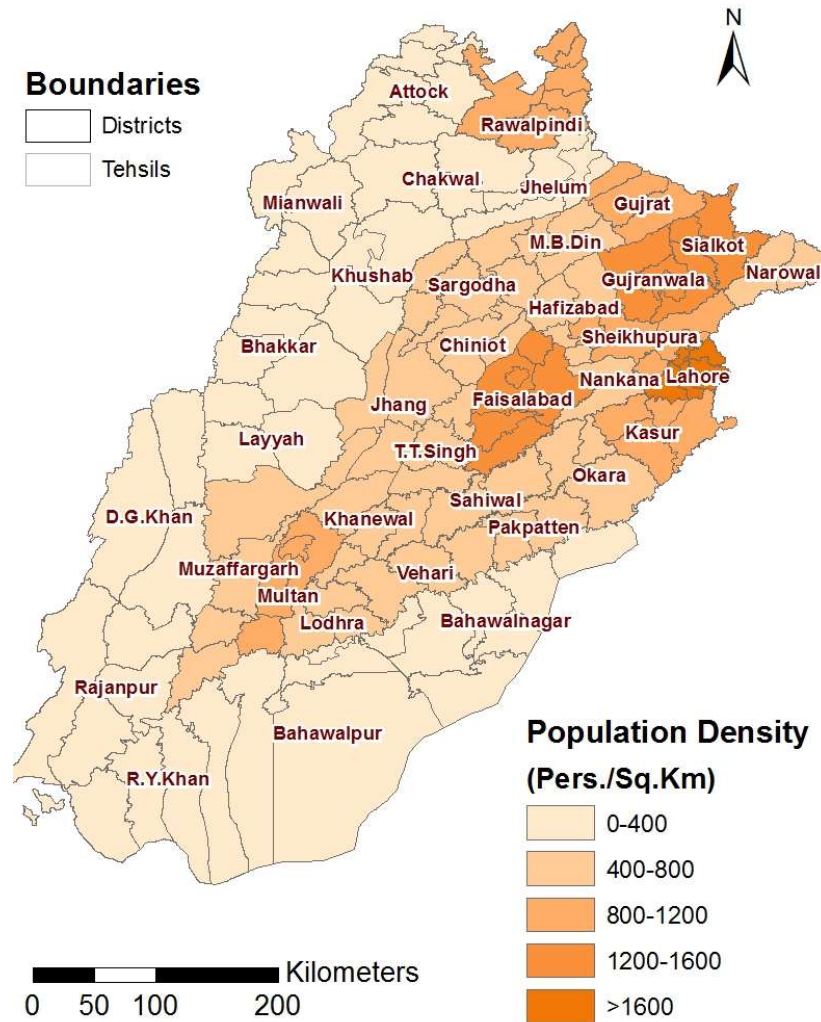 N
Boundaries
Districts
Tehsils
Attock
Rawalpindi
Chakwal
Jhelum
Mianwali
Gujrat
M.B.Din
Sialkot
Khushab
Gujranwala
Narowal
Sargodha
Hafizabad
Sheikhupura
Bhakkar
Chiniot
Nankana
Lahore
Faisalabad
Jhang
Kasur
Layyah
T.T.Singh
Okara
Sahiwal
D.G.Khan
Khanewal
Pakpatten
Muzaffargarh
Vehari
Multan
Lodhra
Bahawalnagar
Rajanpur
Bahawalpur
R.Y.Khan
Population Density
(Pers./Sq.Km)
0-400
400-800
800-1200
1200-1600
>1600
Kilometers
0 50 100 200